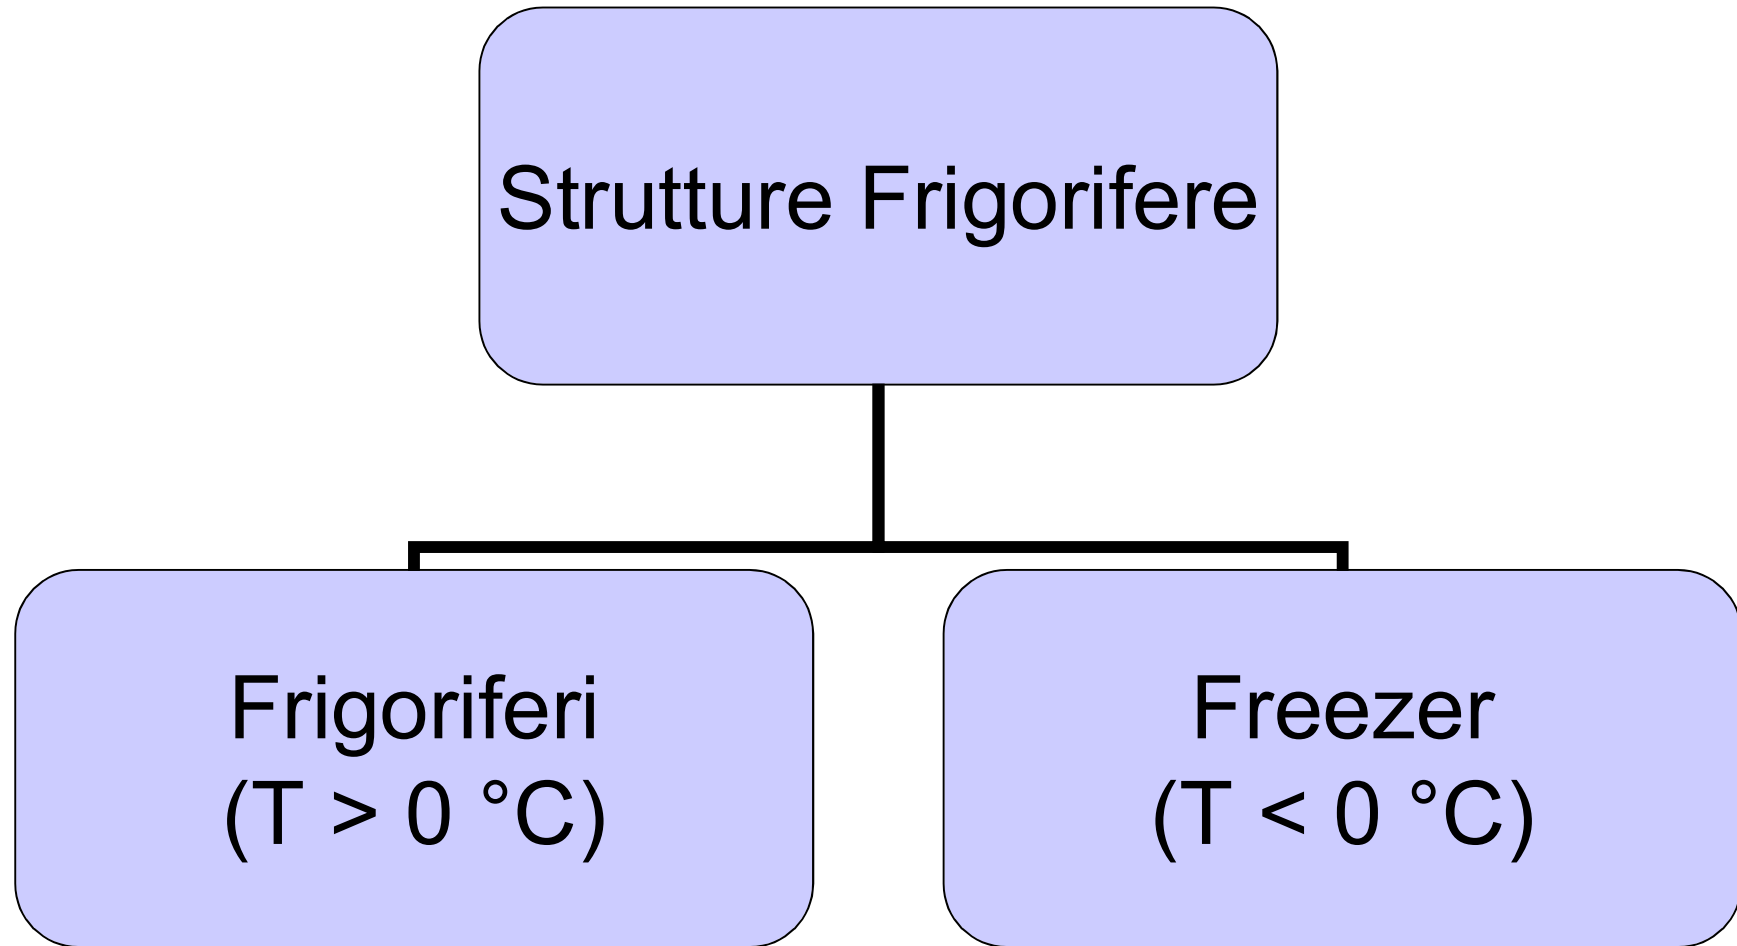 Strutture Frigorifere
Frigoriferi
(T > 0 °C)
Freezer
(T < 0 °C)